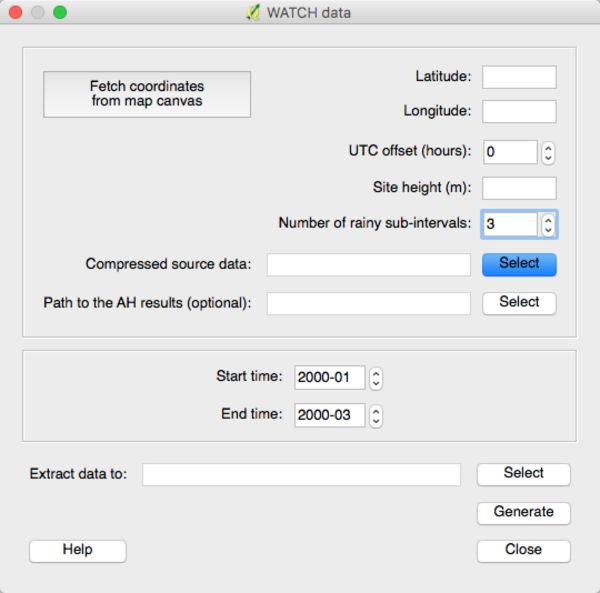 WATCH data
Fetch coordinates
from map canvas
Latitude:
Longitude:
UTC offset (hours): 0
Site height (m):
Number of rainy sub-intervals: 3
Compressed source data: Select
Path to the AH results (optional): Select
Start time: 2000-01
End time: 2000-03
Extract data to: Select
Generate
Help Close